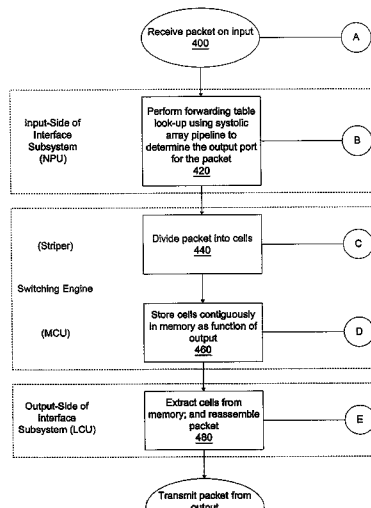 Receive packet on input
400
A
Input-Side of
Interface
Subsystem
(NPU)
Perform forwarding table
look-up using systolic
array pipeline to
determine the output port
for the packet
420
B
(Striper)
Divide packet into cells
440
C
Switching Engine
(MCU)
Store cells contiguously
in memory as function of
output
460
D
Output-Side of
Interface
Subsystem (LCU)
Extract cells from
memory; and reassemble
packet
480
E
Transmit packet from
output